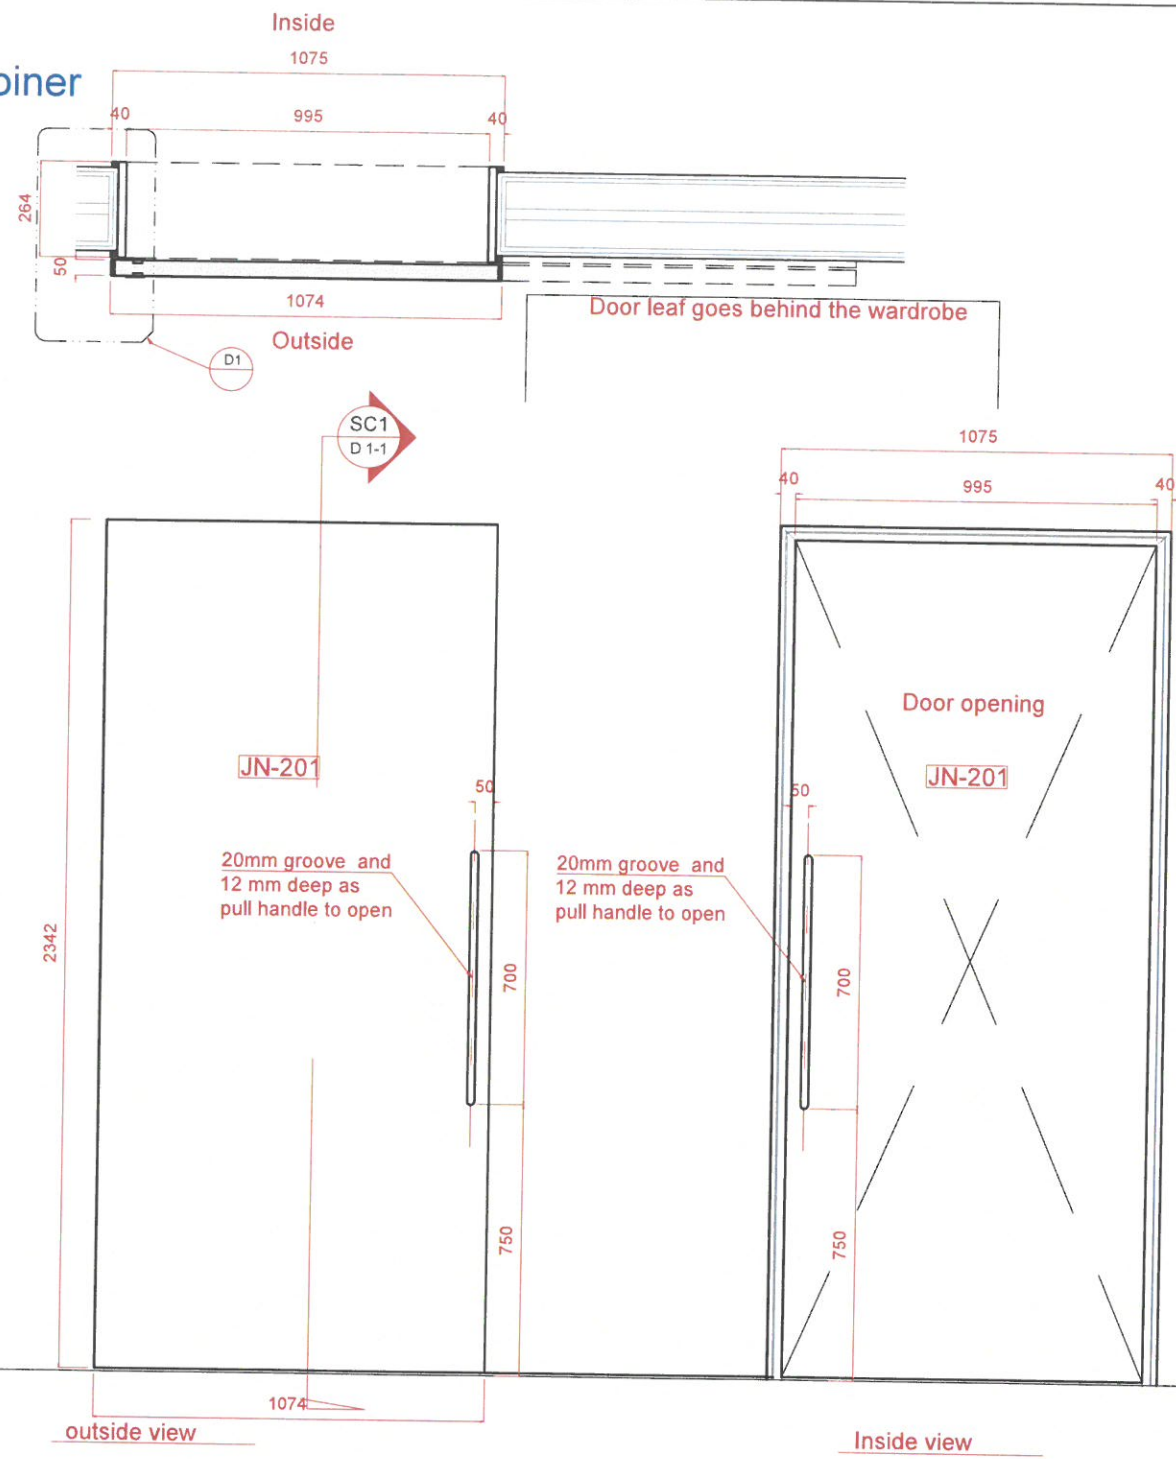 Inside
1075
oiner
40
995
40
264
50
1074
Door leaf goes behind the wardrobe
Outside
D1
SC1
D 1-1
1075
40
995
40
Door opening
JN-201
JN-201
50
50
20mm groove and
12 mm deep as
pull handle to open
20mm groove and
12 mm deep as
pull handle to open
2342
700
700
750
750
1074
outside view
Inside view